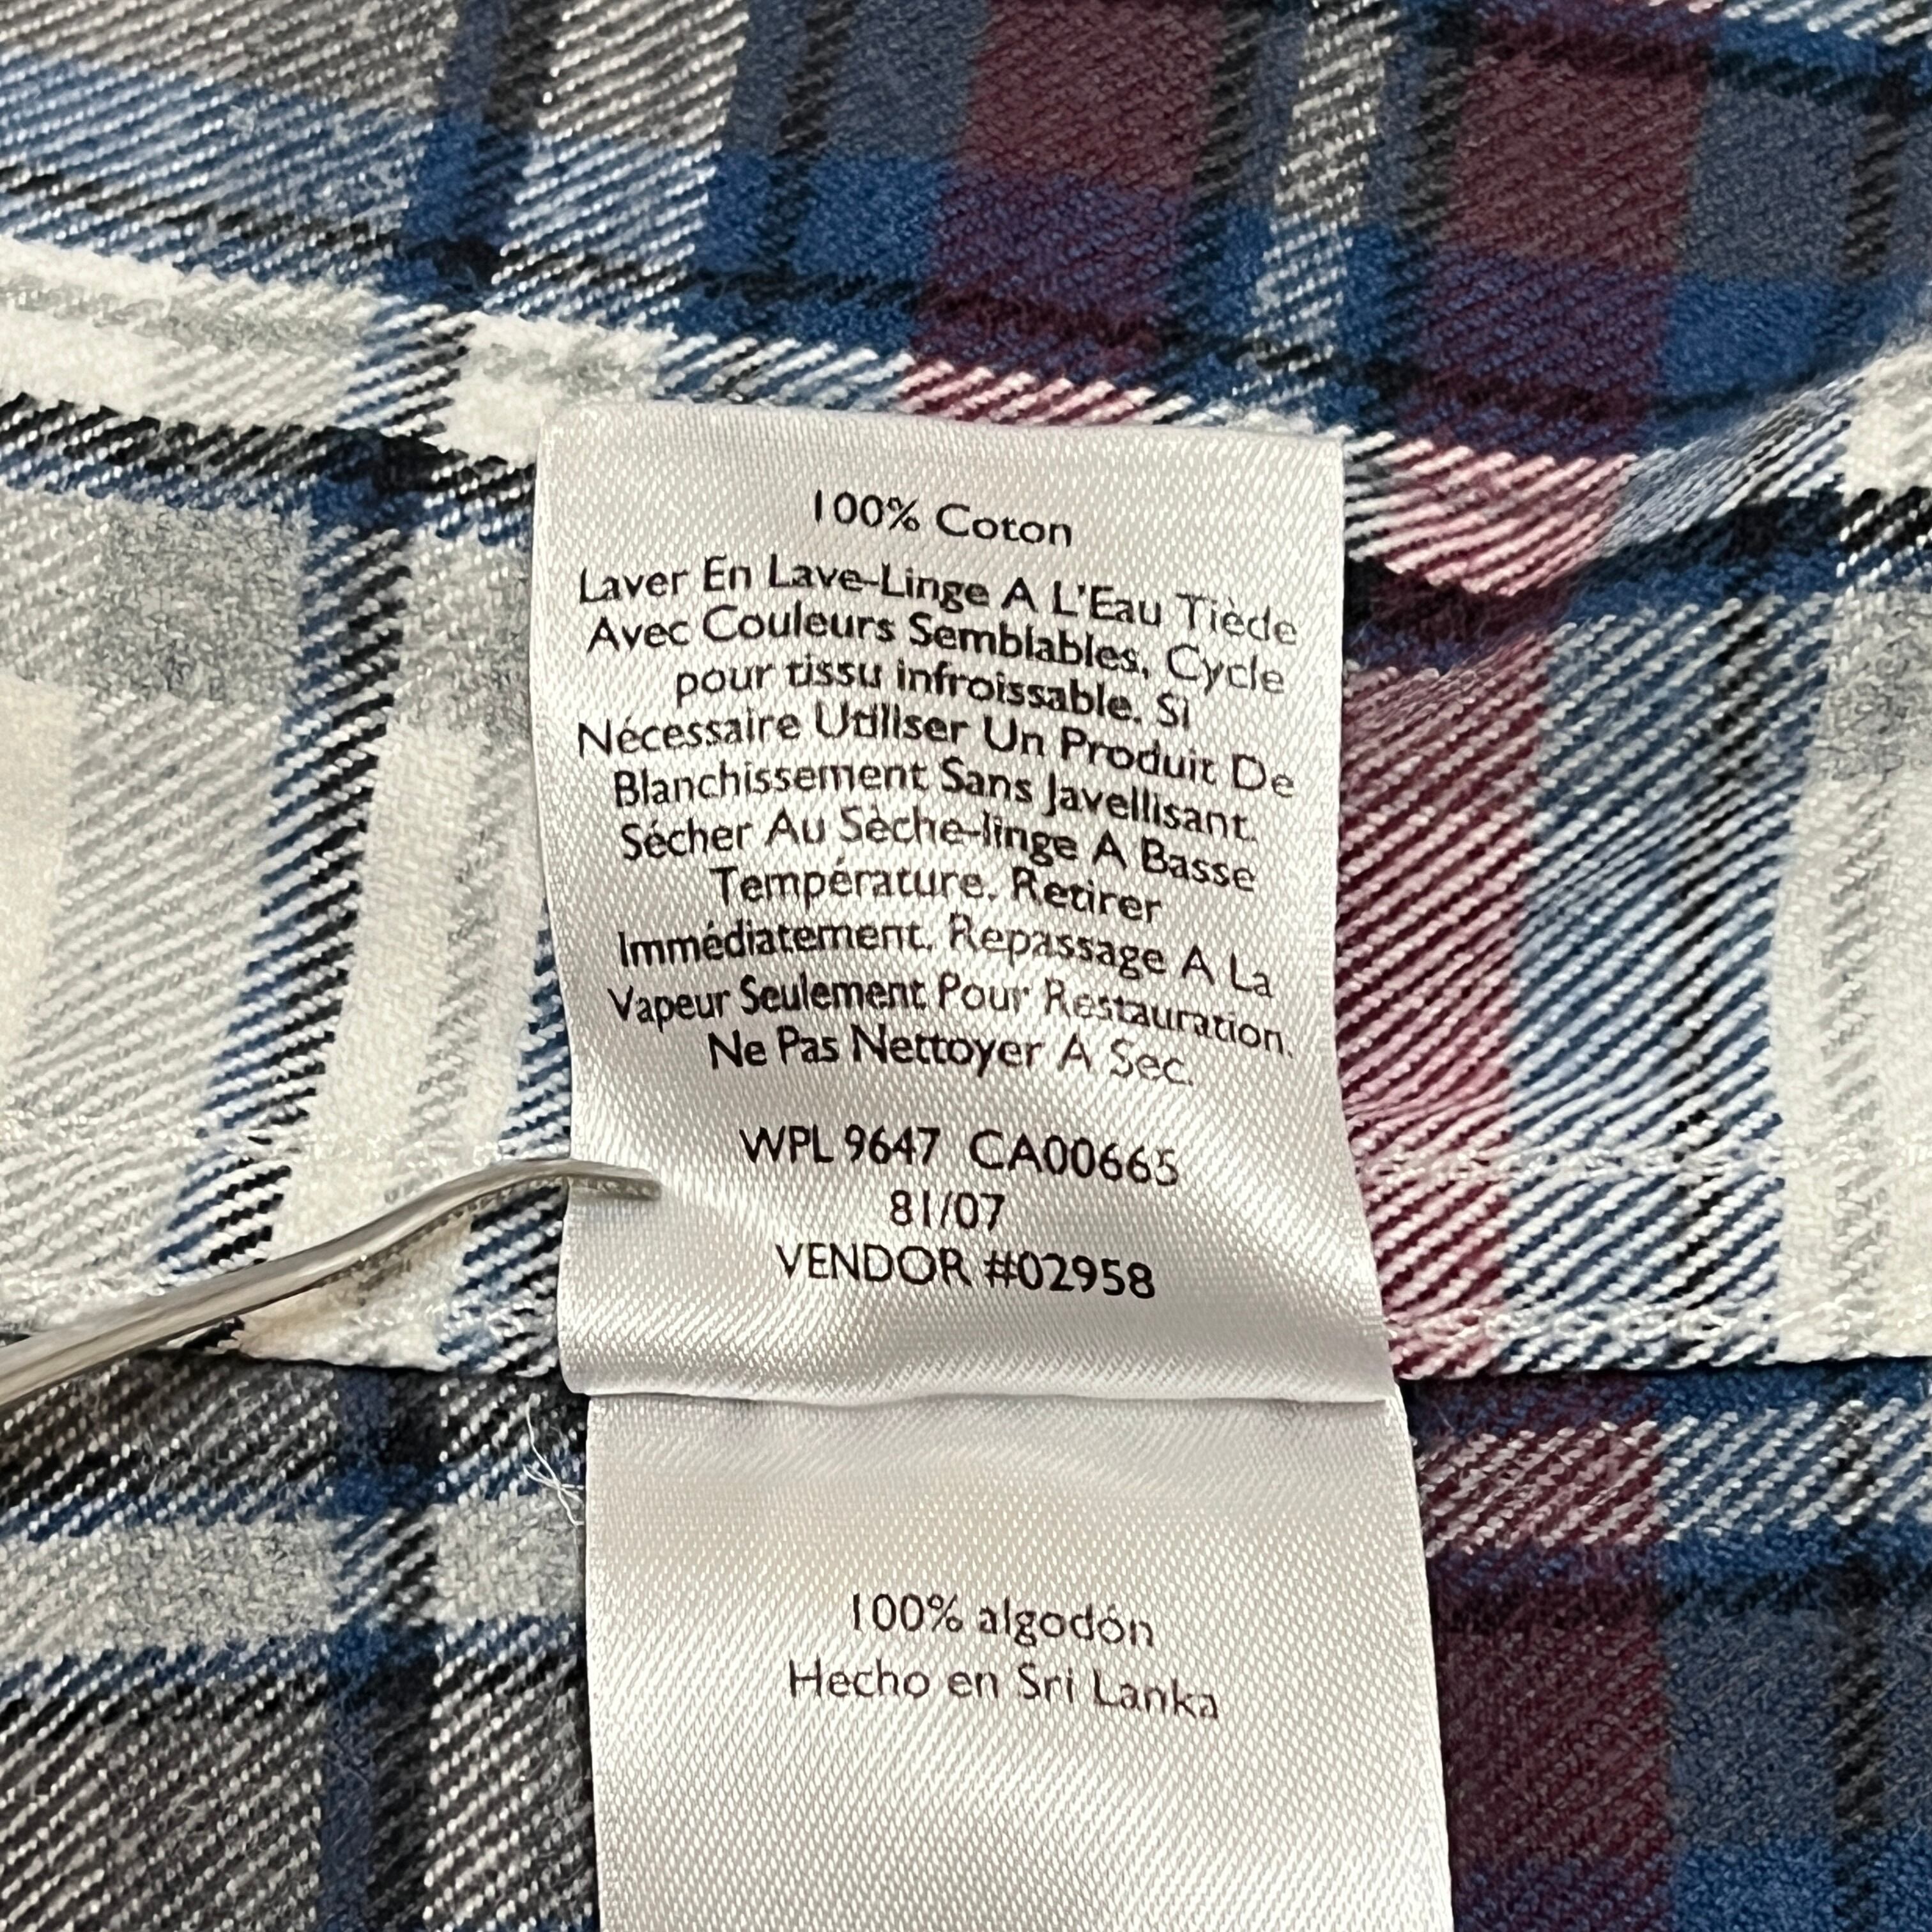 100% Coton
Laver En Lave-Linge A L'Eau Tiède
Avec Couleurs Semblables, Cycle
pour tissu infroissable. Si
Nécessaire Utiliser Un Produit De
Blanchissement Sans Javellisant.
Sécher Au Sèche-linge A Basse
Température. Retirer
Immédiatement. Repassage A La
Vapeur Seulement Pour Restauration.
Ne Pas Nettoyer A Sec.
WPL 9647 CA00665
81/07
VENDOR #02958
100% algodón
Hecho en Sri Lanka